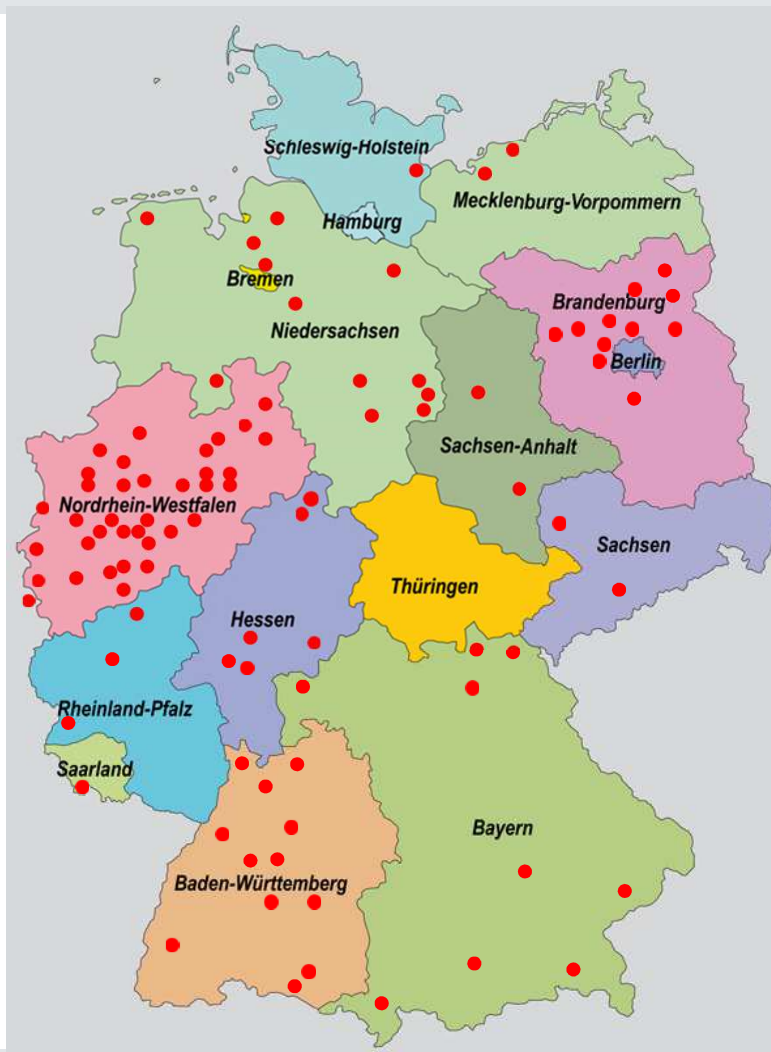 Schleswig-Holstein
Mecklenburg-Vorpommern
Hamburg
Bremen
Brandenburg
Niedersachsen
Berlin
Sachsen-Anhalt
Nordrhein-Westfalen
Sachsen
Thüringen
Hessen
Rheinland-Pfalz
Saarland
Bayern
Baden-Württemberg